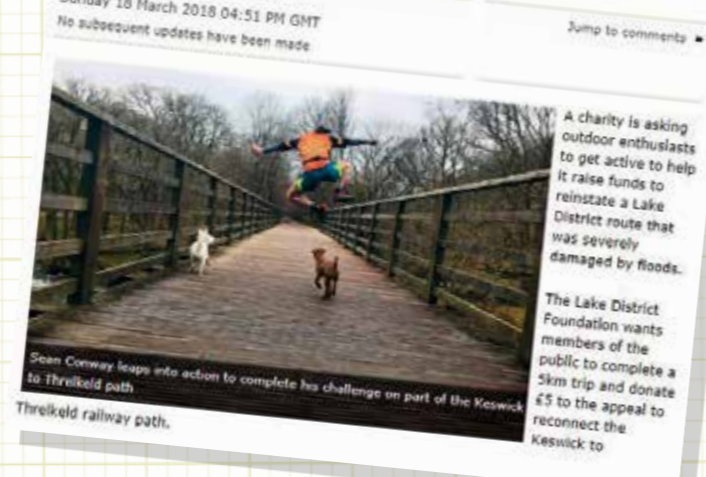 Sunday 18 March 2018 04:51 PM GMT
No subsequent updates have been made
Jump to comments
A charity is asking
outdoor enthusiasts
to get active to help
it raise funds to
reinstate a Lake
District route that
was severely
damaged by floods.
The Lake District
Foundation wants
members of the
public to complete a
5km trip and donate
£5 to the appeal to
reconnect the
Keswick to
Threlkeld railway path.
Sean Conway leaps into action to complete his challenge on part of the Keswick
to Threlkeld path